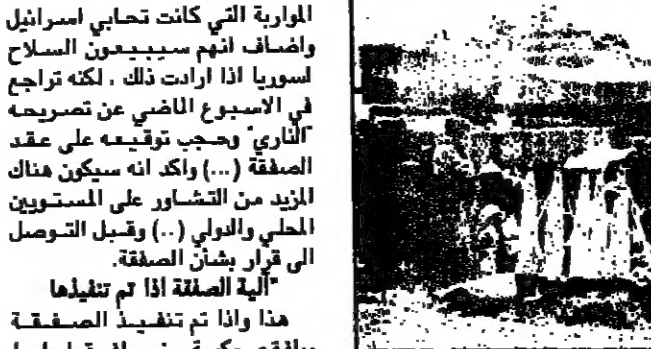 المواربة التي كانت تحابي اسرائيل
واضاف انهم سيبيعون السلاح
لسوريا اذا ارادت ذلك ، لكنه تراجع
في الاسبوع الماضي عن تصريحه
"الناري" وحجب توقيعه على عقد
الصفقة (...) واكد انه سيكون هناك
المزيد من التشاور على المستويين
المحلي والدولي (..) وقبل التوصل
الى قرار بشأن الصفقة.
"آلية الصفقة اذا تم تنفيذها
هذا واذا تم تنفيذ الصفقة